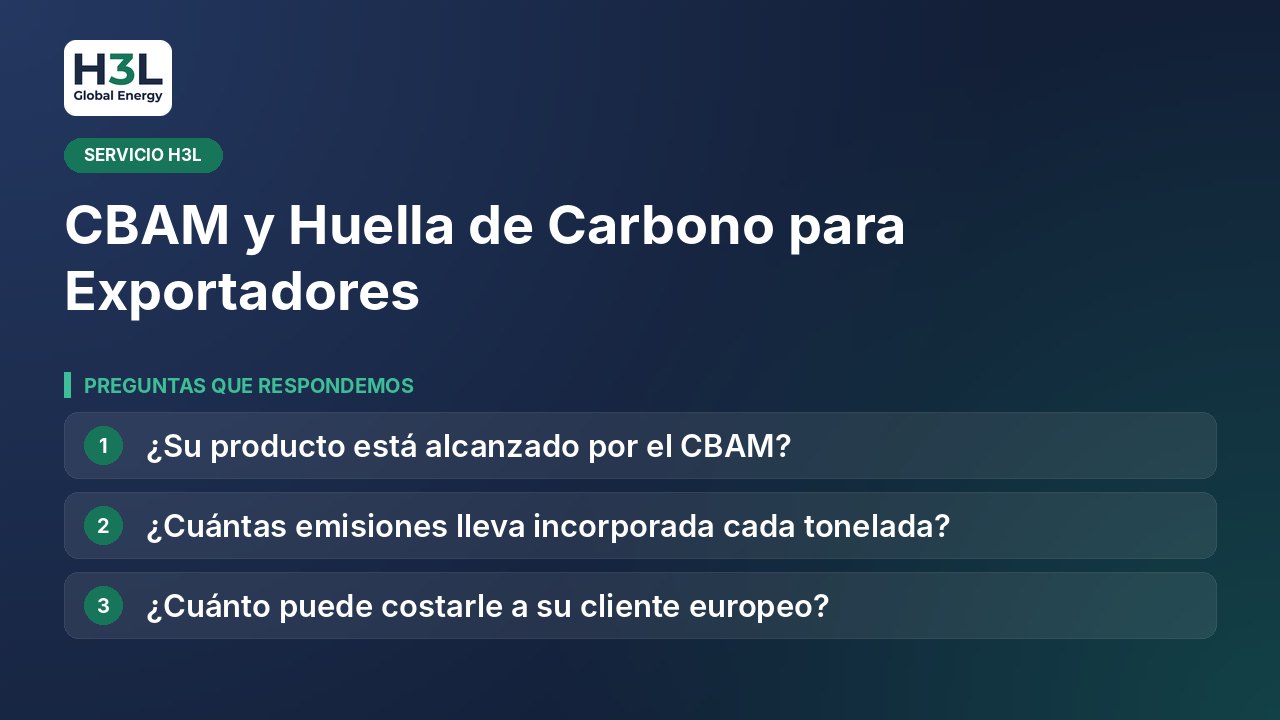 H3L
Global Energy
SERVICIO H3L
CBAM y Huella de Carbono para
Exportadores
PREGUNTAS QUE RESPONDEMOS
1 ¿Su producto está alcanzado por el CBAM?
2 ¿Cuántas emisiones lleva incorporada cada tonelada?
3 ¿Cuánto puede costarle a su cliente europeo?